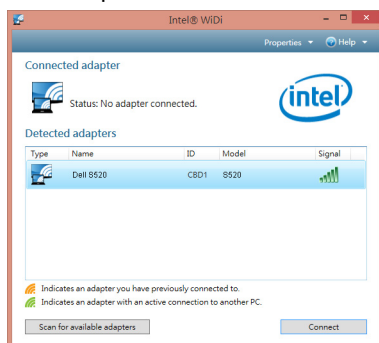 Intel® WiDi
Properties Help
Connected adapter
Status: No adapter connected.
intel
Detected adapters
Type Name ID Model Signal
Dell S520 CBD1 S520
Indicates an adapter you have previously connected to.
Indicates an adapter with an active connection to another PC.
Scan for available adapters Connect